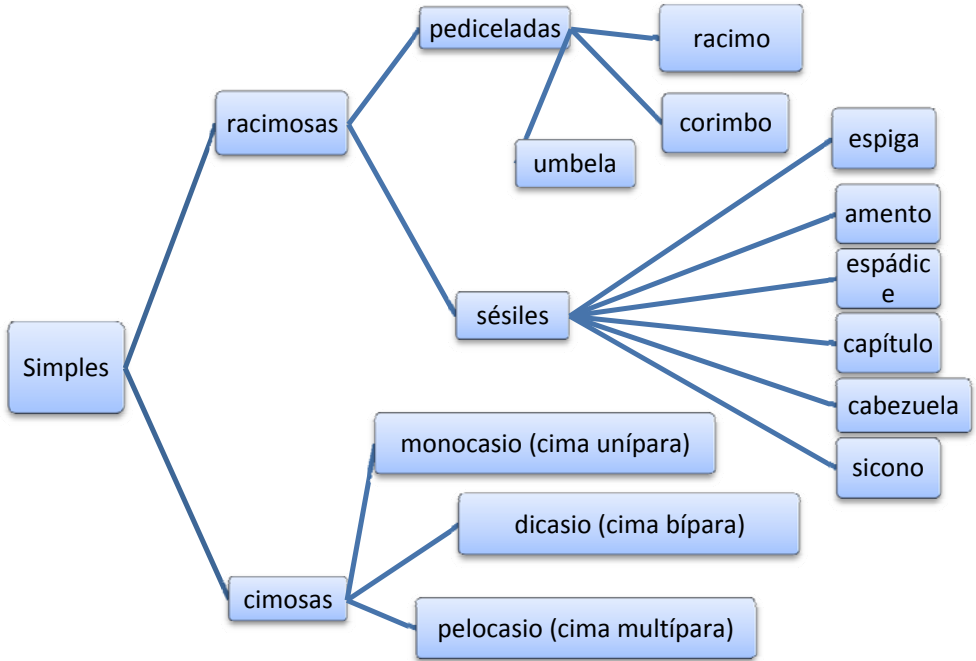 Simples
racimosas
pediceladas
racimo
corimbo
umbela
sésiles
espiga
amento
espádic
e
capítulo
cabezuela
sicono
cimosas
monocasio (cima unípara)
dicasio (cima bípara)
pelocasio (cima multípara)